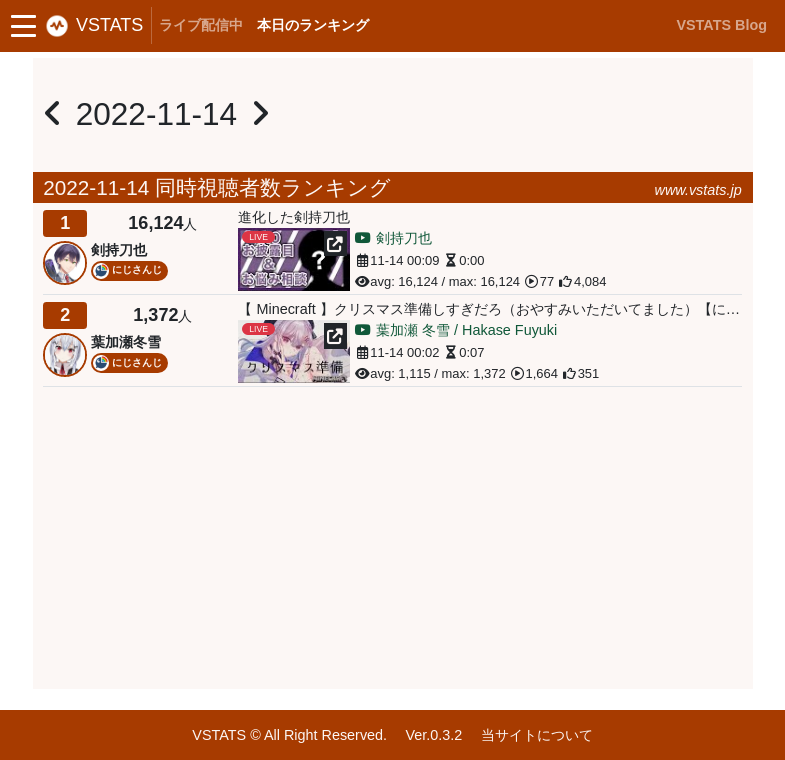 VSTATS ライブ配信中 本日のランキング VSTATS Blog
2022-11-14
2022-11-14 同時視聴者数ランキング www.vstats.jp
1 16,124人
剣持刀也
にじさんじ
進化した剣持刀也
LIVE
お披露目
&
お悩み相談
?
剣持刀也
11-14 00:09 0:00
avg: 16,124 / max: 16,124 77 4,084
2 1,372人
葉加瀬冬雪
にじさんじ
【 Minecraft 】クリスマス準備しすぎだろ（おやすみいただいてました）【に…
LIVE
クリスマス準備
葉加瀬 冬雪 / Hakase Fuyuki
11-14 00:02 0:07
avg: 1,115 / max: 1,372 1,664 351
VSTATS © All Right Reserved. Ver.0.3.2 当サイトについて